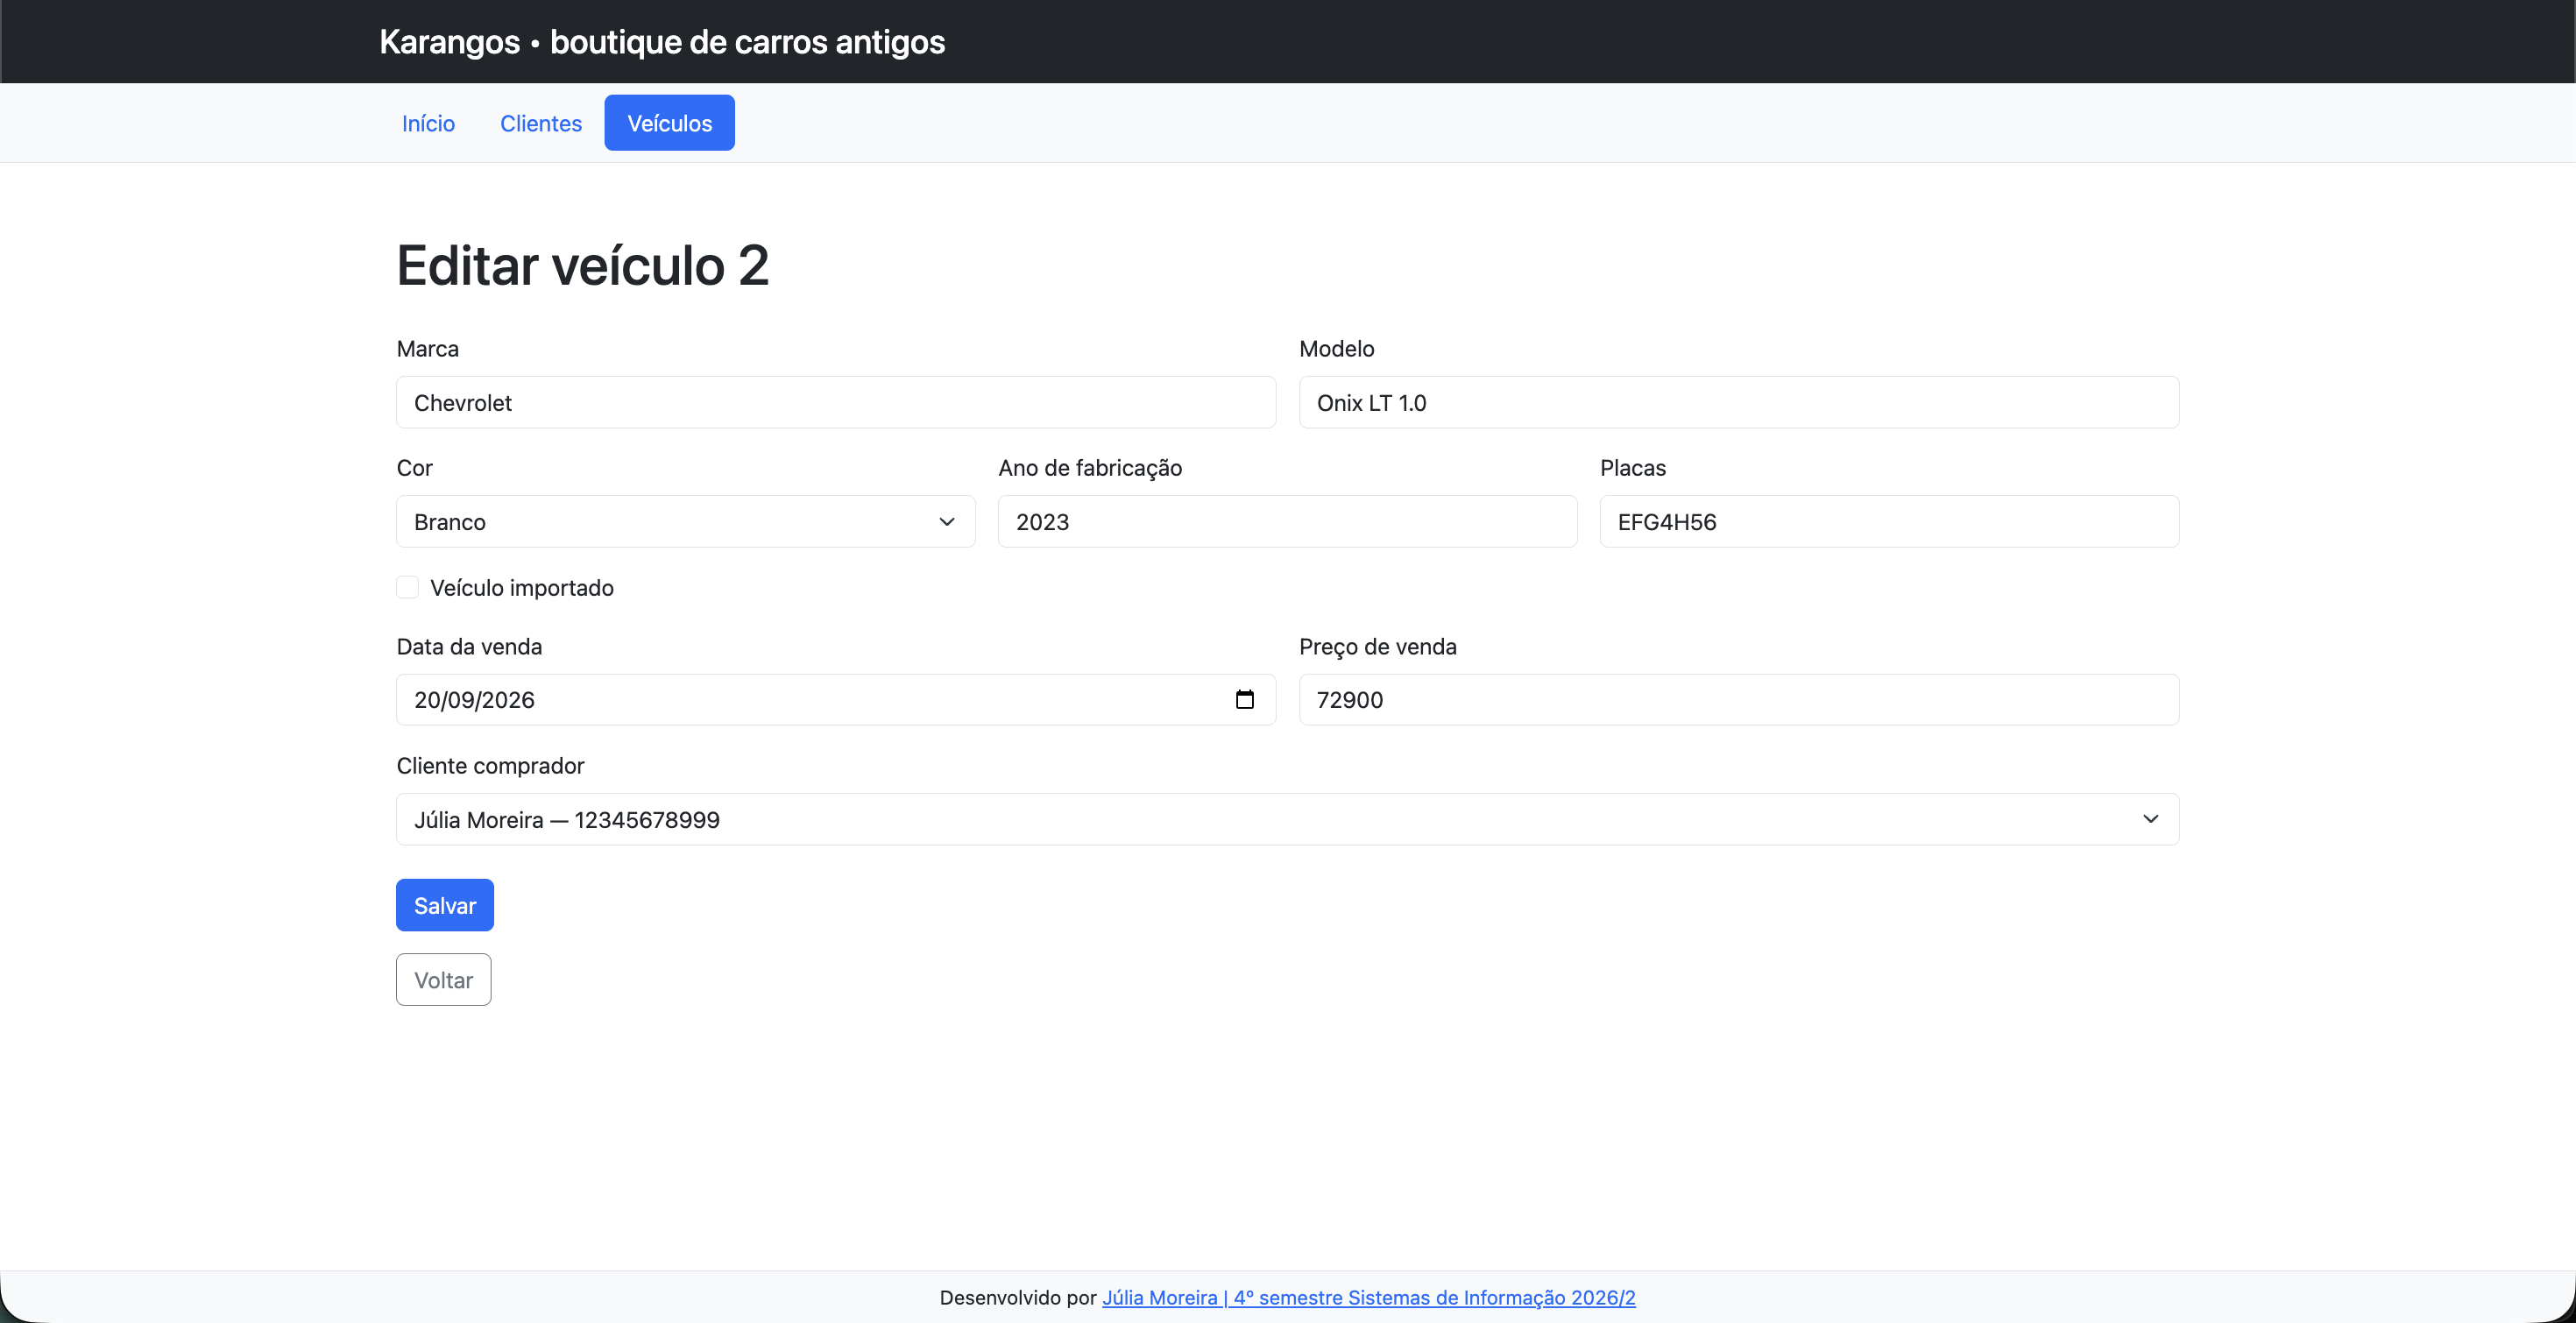 Karangos • boutique de carros antigos
Início Clientes Veículos
Editar veículo 2
Marca Modelo
Chevrolet Onix LT 1.0
Cor Ano de fabricação Placas
Branco 2023 EFG4H56
Veículo importado
Data da venda Preço de venda
20/09/2026 72900
Cliente comprador
Júlia Moreira — 12345678999
Salvar
Voltar
Desenvolvido por Júlia Moreira | 4º semestre Sistemas de Informação 2026/2